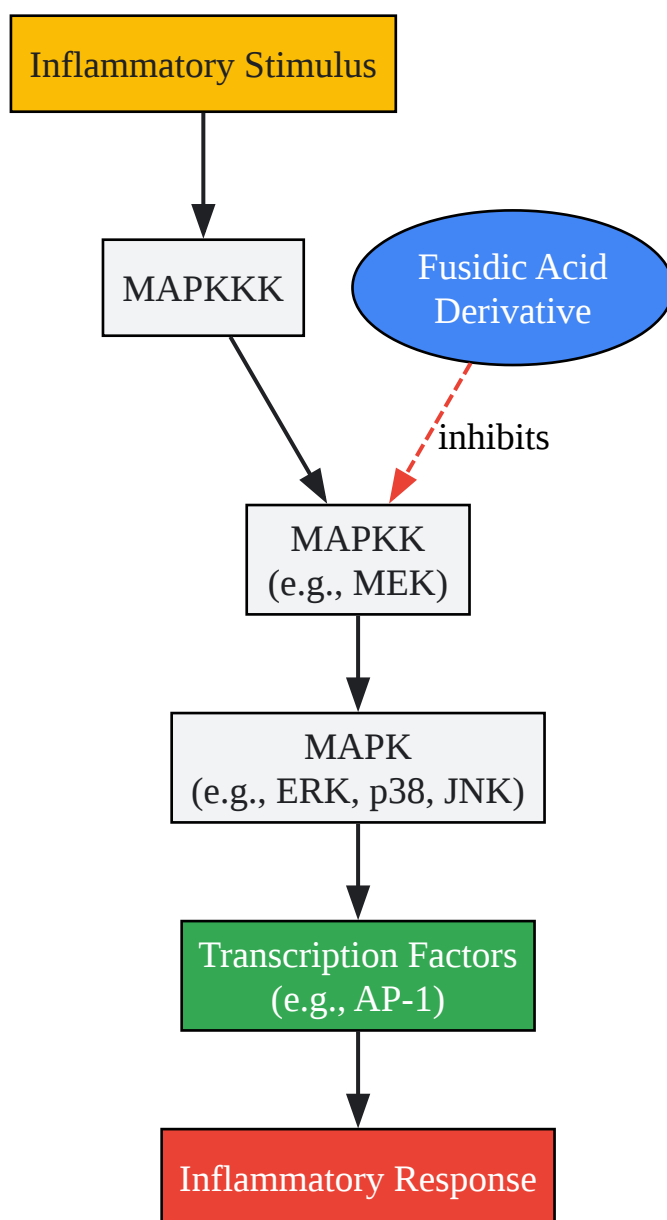 Inflammatory Stimulus
MAPKKK
Fusidic Acid
Derivative
inhibits
MAPKK
(e.g., MEK)
MAPK
(e.g., ERK, p38, JNK)
Transcription Factors
(e.g., AP-1)
Inflammatory Response